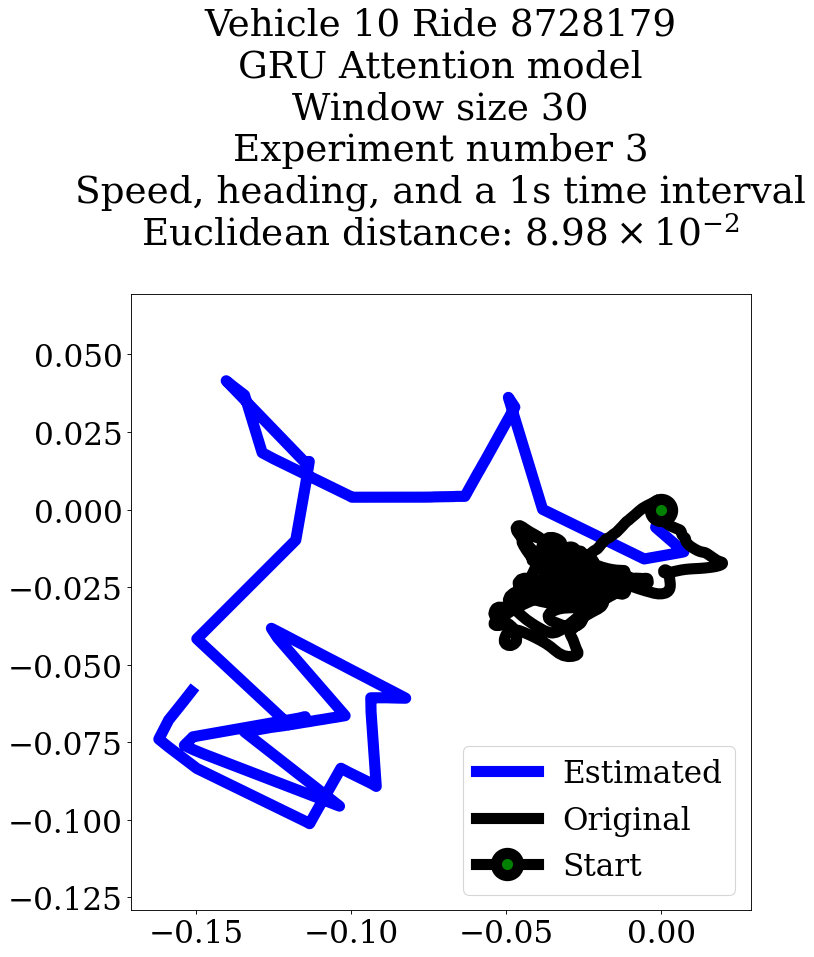 Vehicle 10 Ride 8728179
GRU Attention model
Window size 30
Experiment number 3
Speed, heading, and a 1s time interval
Euclidean distance: 8.98 × 10⁻²
0.050
0.025
0.000
−0.025
−0.050
−0.075
−0.100
−0.125
Estimated
Original
Start
−0.15 −0.10 −0.05 0.00